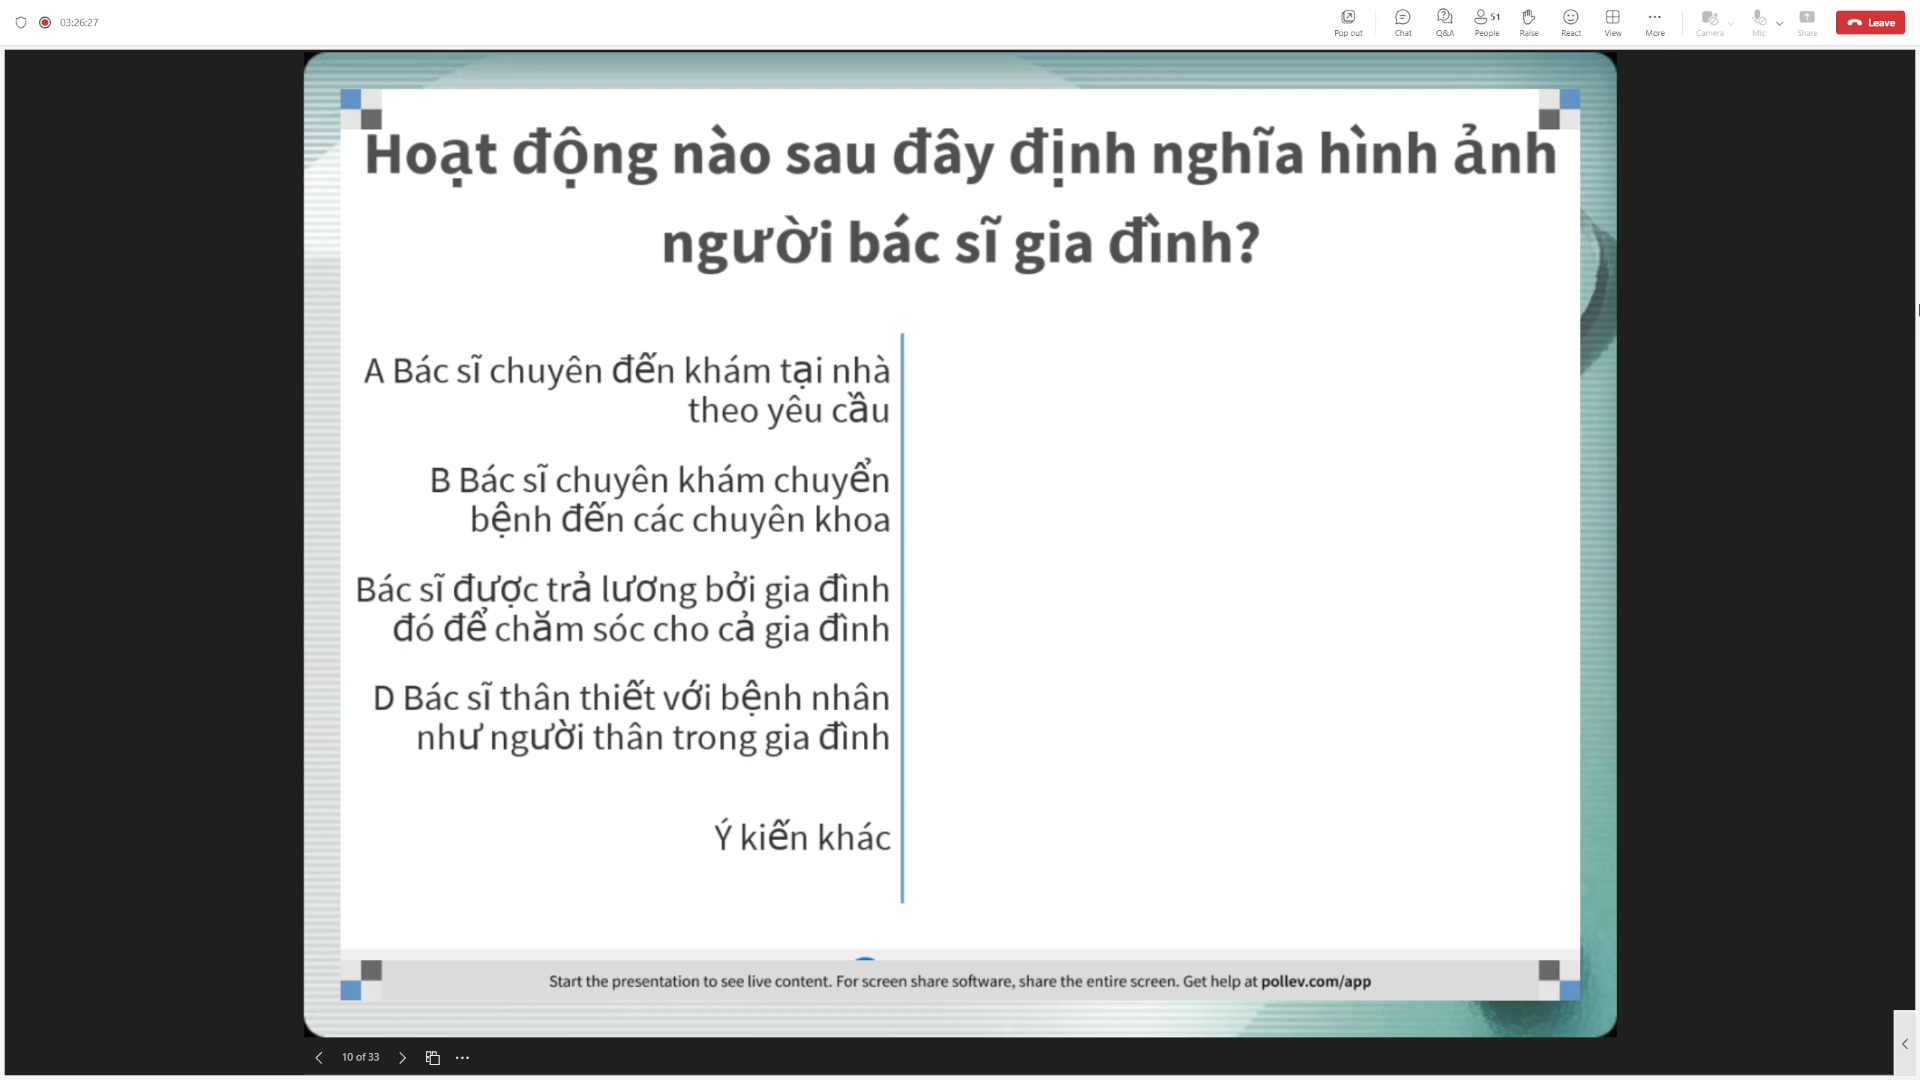 03:26:27
Pop out
Chat
Q&A
51
People
Raise
React
View
More
Camera
Mic
Share
Leave
Hoạt động nào sau đây định nghĩa hình ảnh
người bác sĩ gia đình?
A Bác sĩ chuyên đến khám tại nhà
theo yêu cầu
B Bác sĩ chuyên khám chuyển
bệnh đến các chuyên khoa
Bác sĩ được trả lương bởi gia đình
đó để chăm sóc cho cả gia đình
D Bác sĩ thân thiết với bệnh nhân
như người thân trong gia đình
Ý kiến khác
Start the presentation to see live content. For screen share software, share the entire screen. Get help at pollev.com/app
10 of 33